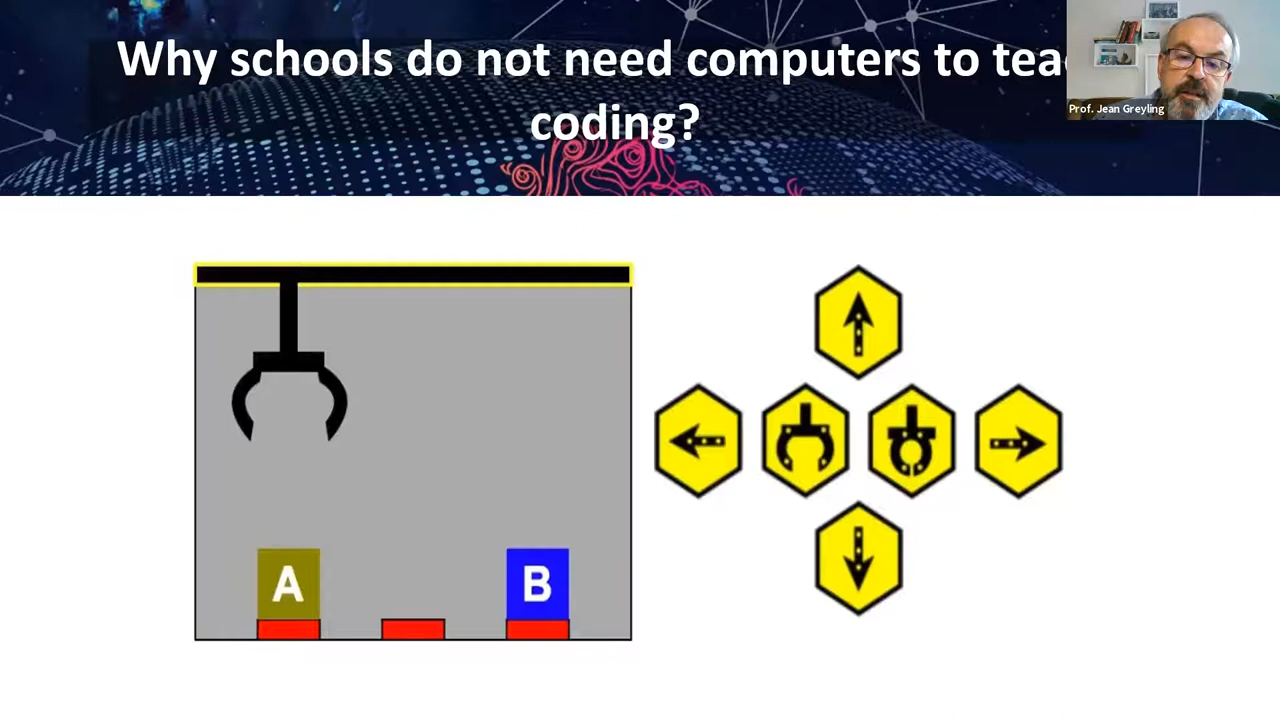 Why schools do not need computers to tea
coding?
Prof. Jean Greyling
A
B